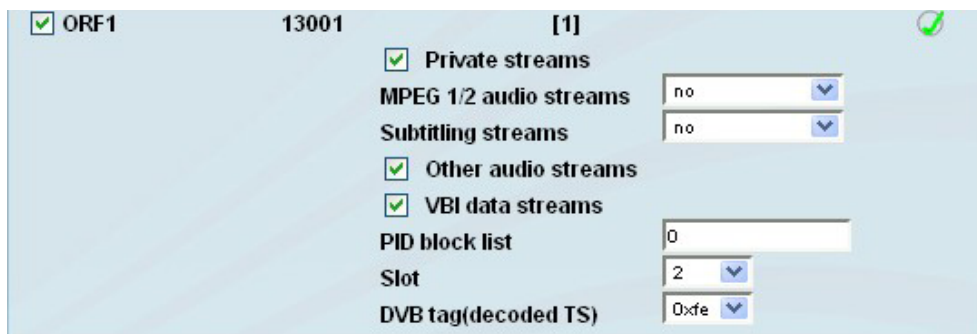 ORF1 13001 [1]
Private streams
MPEG 1/2 audio streams no
Subtitling streams no
Other audio streams
VBI data streams
PID block list 0
Slot 2
DVB tag(decoded TS) 0xfe